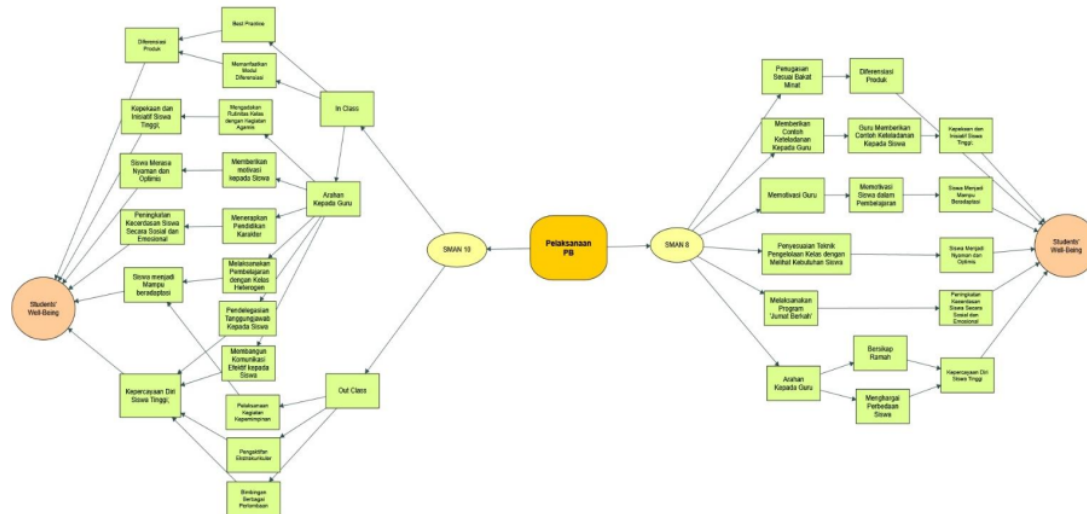 Best Practice
Diferensiasi
Produk
Memanfaatkan
Modul
Diferensiasi
In Class
Kepekaan dan
Inisiatif Siswa
Tinggi;
Mengadakan
Rutinitas Kelas
dengan Kegiatan
Agamis
Siswa Merasa
Nyaman dan
Optimis
Memberikan
motivasi
kepada Siswa
Arahan
Kepada Guru
Peningkatan
Kecerdasan Siswa
Secara Sosial dan
Emosional
Menerapkan
Pendidikan
Karakter
Siswa menjadi
Mampu
beradaptasi
Melaksanakan
Pembelajaran
dengan Kelas
Heterogen
Students'
Well-Being
Pendelegasian
Tanggungjawab
Kepada Siswa
Membangun
Komunikasi
Efektif kepada
Siswa
Kepercayaan Diri
Siswa Tinggi;
Out Class
Pelaksanaan
Kegiatan
Kepemimpinan
Pengaktifan
Ekstrakurikuler
Bimbingan
Berbagai
Perlombaan
SMAN 10
Pelaksanaan
PB
SMAN 8
Penugasan
Sesuai Bakat
Minat
Diferensiasi
Produk
Memberikan
Contoh
Keteladanan
Kepada Guru
Guru Memberikan
Contoh Keteladanan
Kepada Siswa
Kepekaan dan
Inisiatif Siswa
Tinggi;
Memotivasi Guru
Memotivasi
Siswa dalam
Pembelajaran
Siswa Menjadi
Mampu
Beradaptasi
Penyesuaian Teknik
Pengelolaan Kelas dengan
Melihat Kebutuhan Siswa
Siswa Menjadi
Nyaman dan
Optimis
Students'
Well-Being
Melaksanakan
Program
'Jumat Berkah'
Peningkatan
Kecerdasan
Siswa Secara
Sosial dan
Emosional
Arahan
Kepada Guru
Bersikap
Ramah
Menghargai
Perbedaan
Siswa
Kepercayaan Diri
Siswa Tinggi